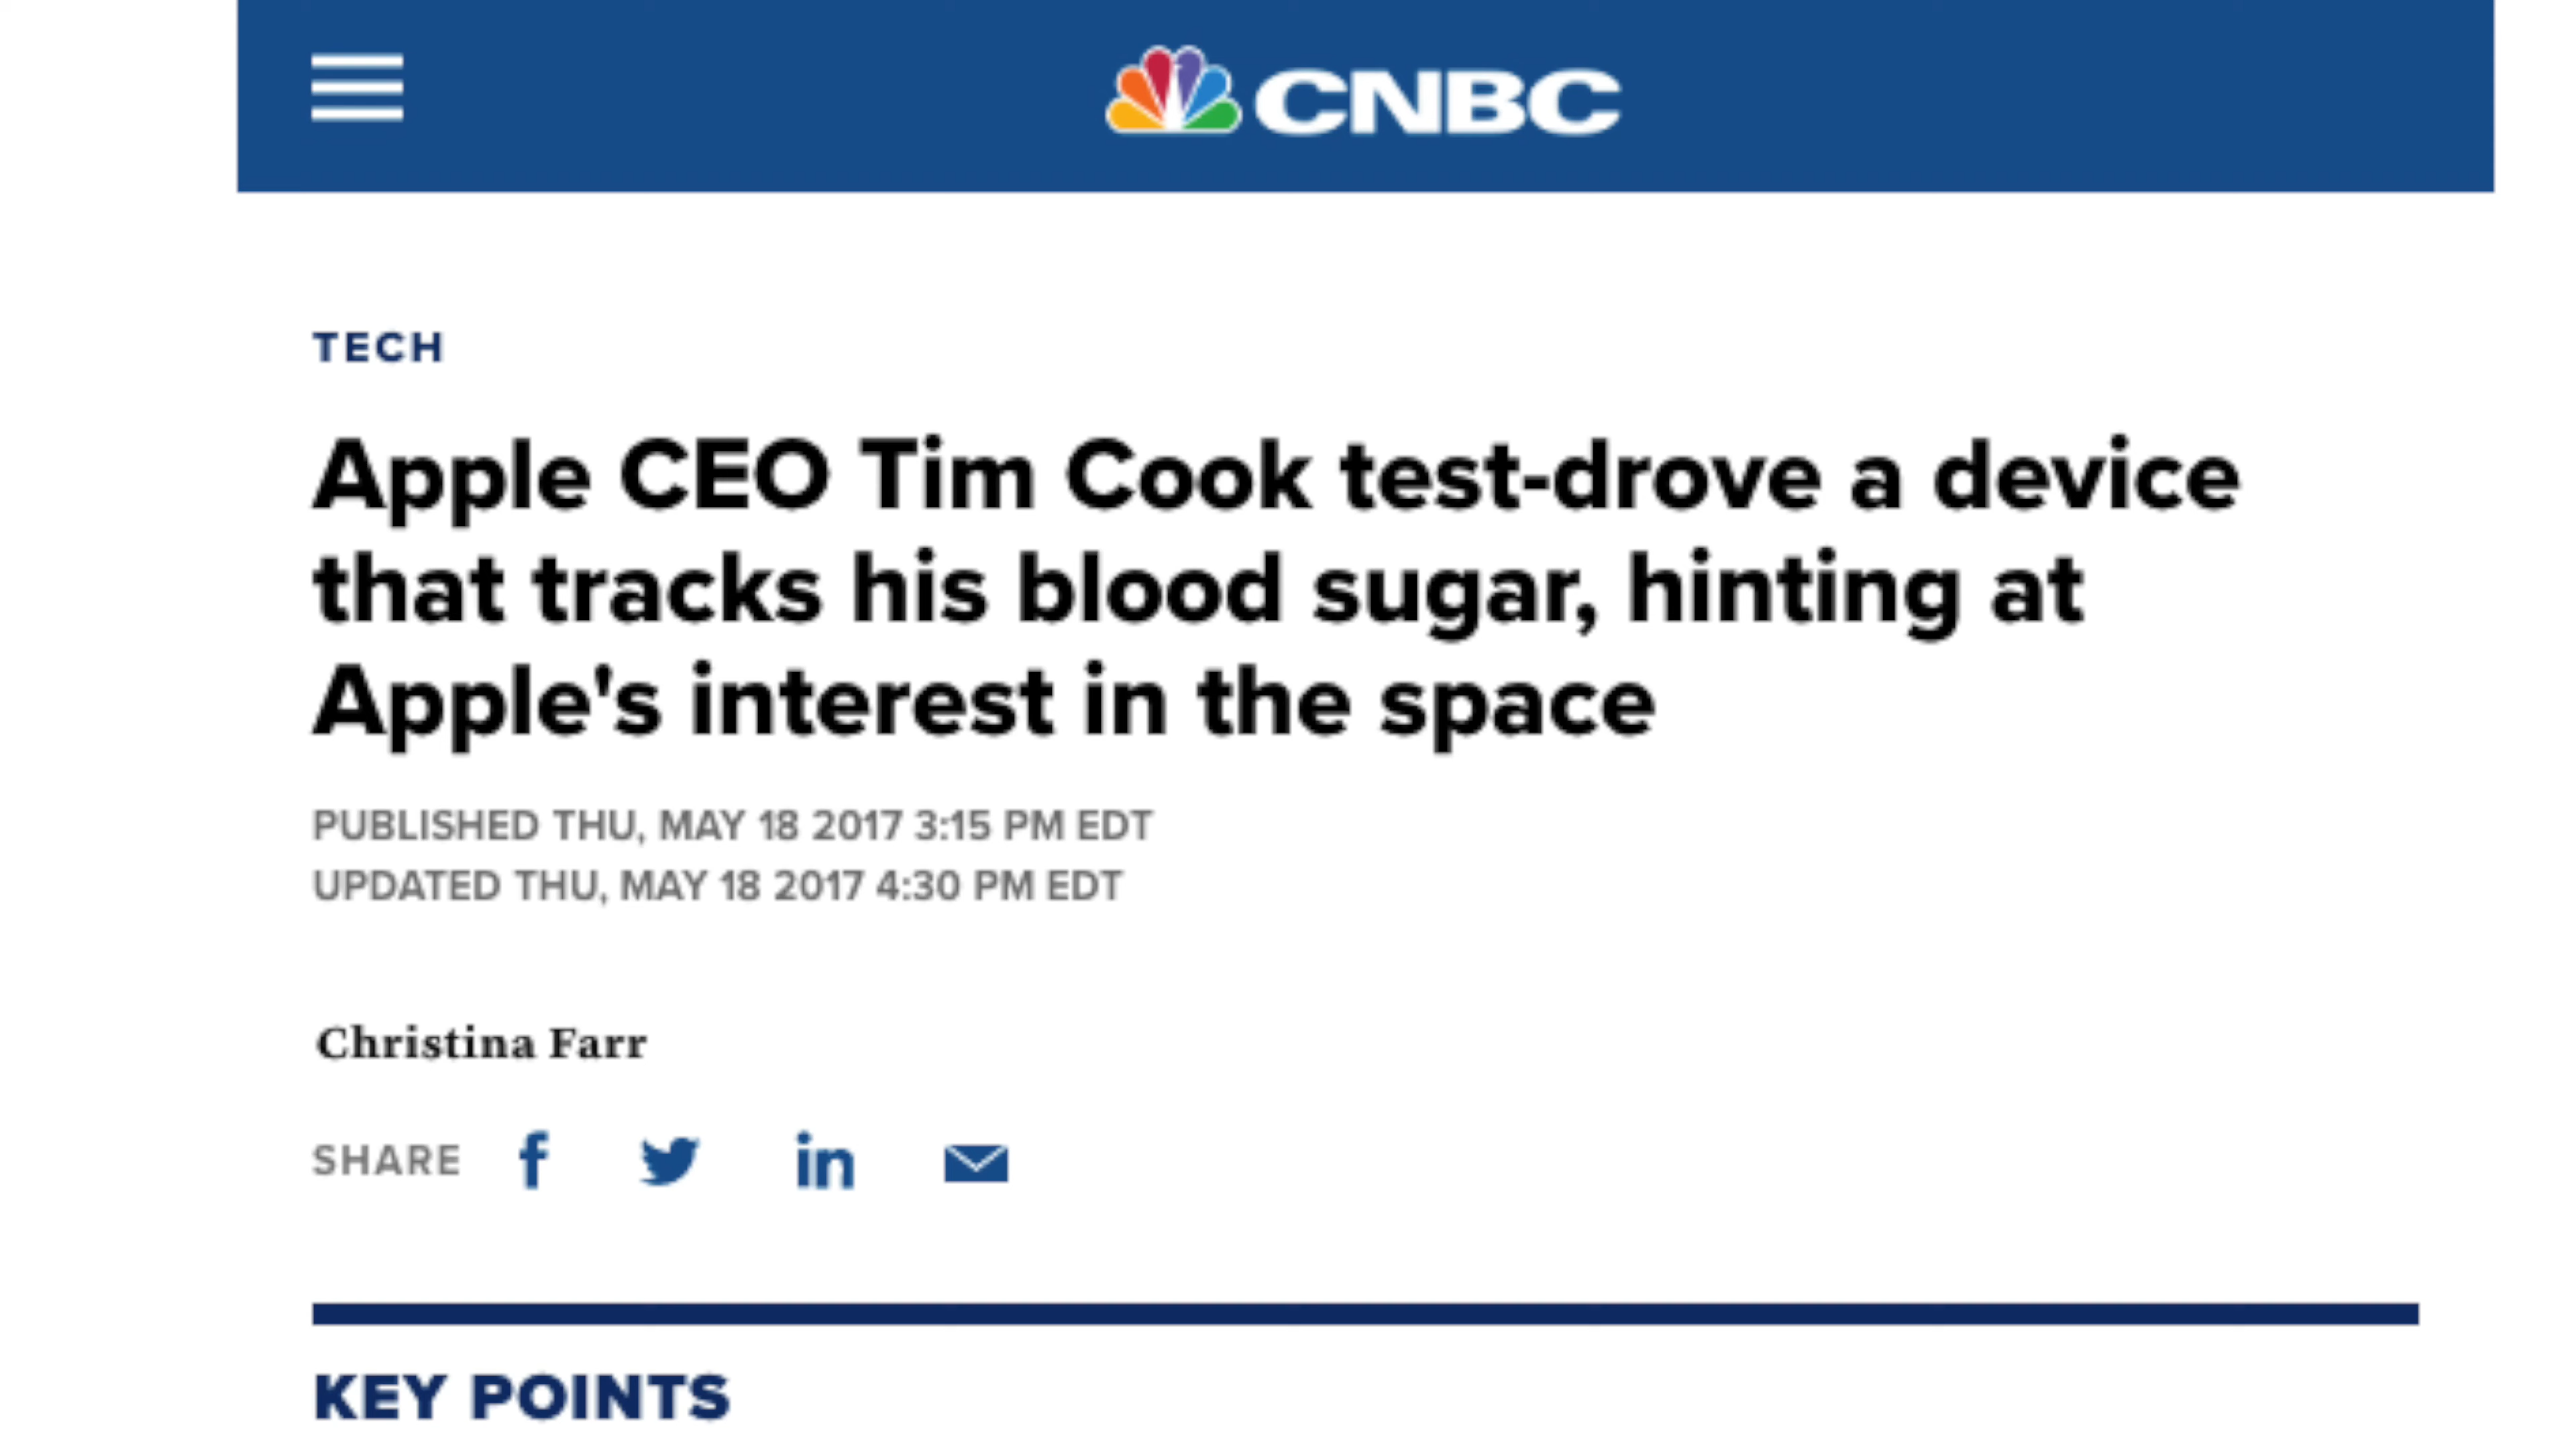 CNBC
TECH
Apple CEO Tim Cook test-drove a device
that tracks his blood sugar, hinting at
Apple's interest in the space
PUBLISHED THU, MAY 18 2017 3:15 PM EDT
UPDATED THU, MAY 18 2017 4:30 PM EDT
Christina Farr
SHARE
KEY POINTS